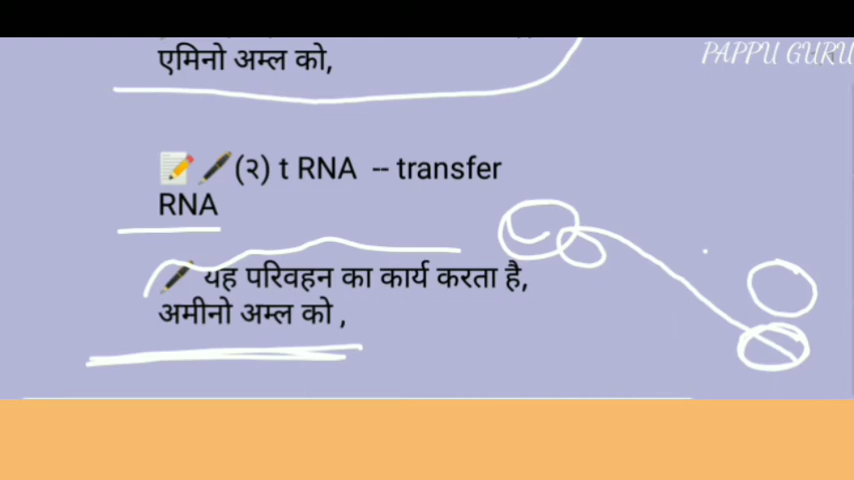 एमिनो अम्ल को,
PAPPU GURU
📝🖋️(२) t RNA -- transfer
RNA
🖋️ यह परिवहन का कार्य करता है,
अमीनो अम्ल को ,